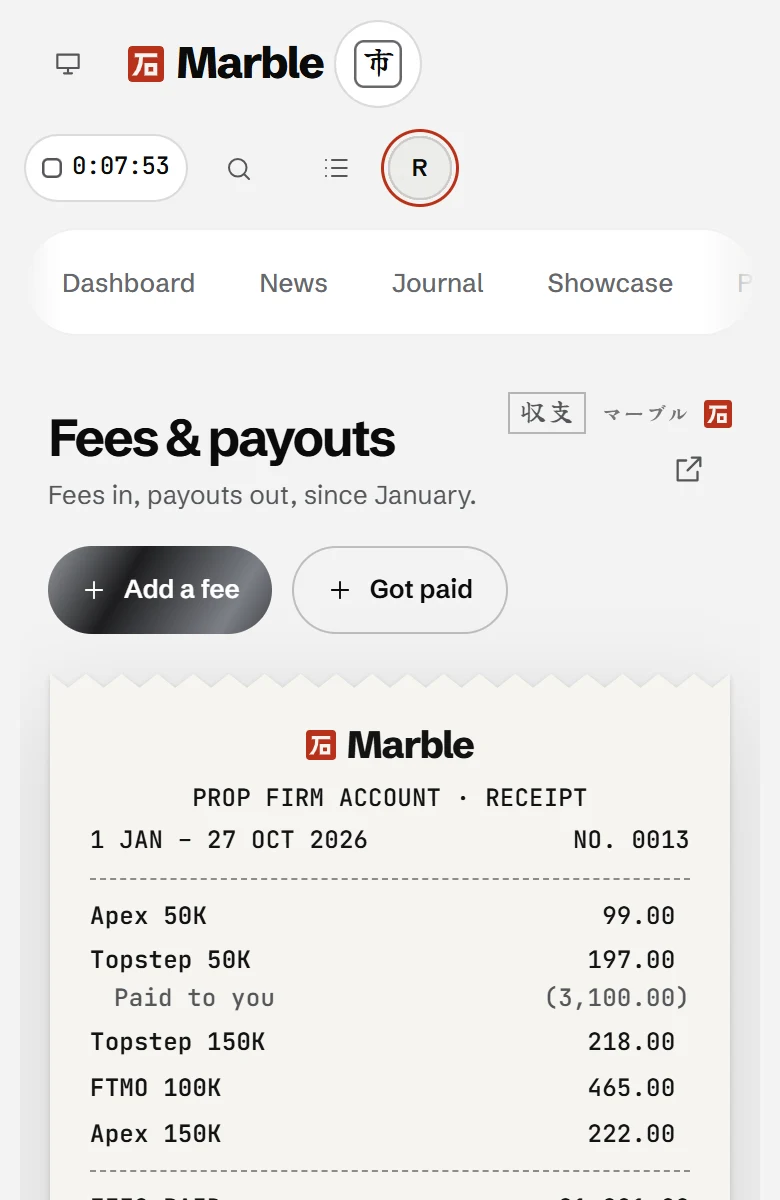 石 Marble 市
0:07:53 R
Dashboard News Journal Showcase P
収支 マーブル 石
Fees & payouts
Fees in, payouts out, since January.
+ Add a fee + Got paid
石 Marble
PROP FIRM ACCOUNT · RECEIPT
1 JAN – 27 OCT 2026 NO. 0013
Apex 50K 99.00
Topstep 50K 197.00
Paid to you (3,100.00)
Topstep 150K 218.00
FTMO 100K 465.00
Apex 150K 222.00